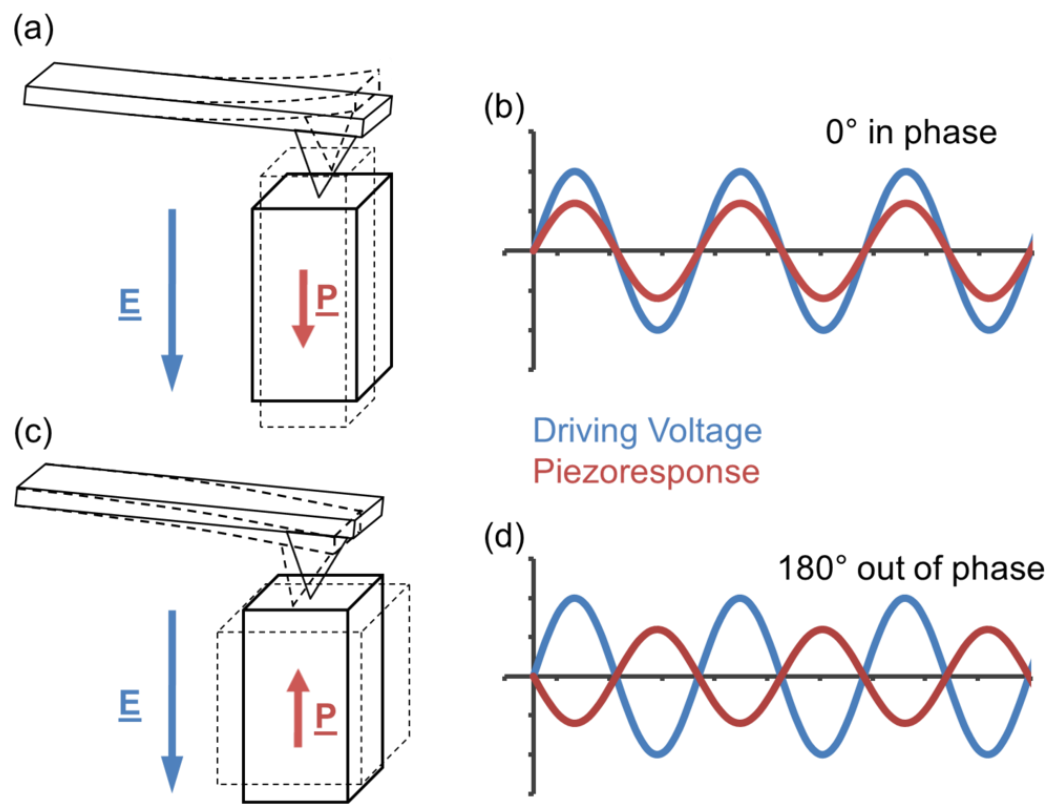 (a)
E
P
(b)
0° in phase
Driving Voltage
Piezoresponse
(c)
E
P
(d)
180° out of phase